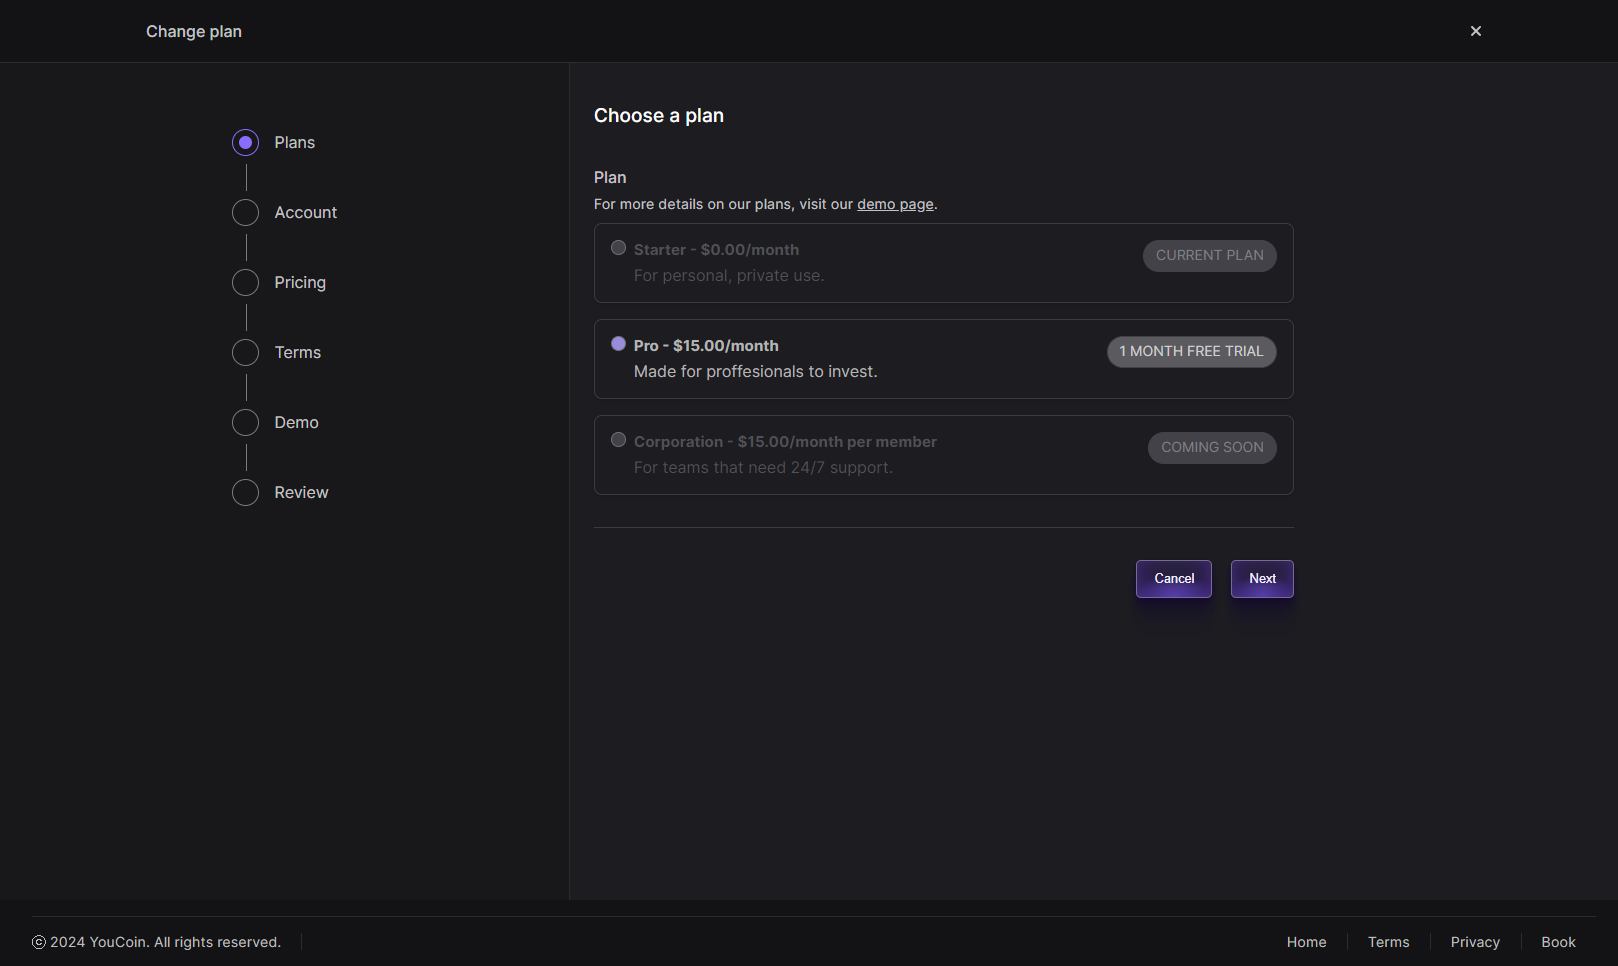 Change plan
Plans
Account
Pricing
Terms
Demo
Review
Choose a plan
Plan
For more details on our plans, visit our demo page.
Starter - $0.00/month
CURRENT PLAN
For personal, private use.
Pro - $15.00/month
1 MONTH FREE TRIAL
Made for proffesionals to invest.
Corporation - $15.00/month per member
COMING SOON
For teams that need 24/7 support.
Cancel Next
© 2024 YouCoin. All rights reserved.
Home Terms Privacy Book